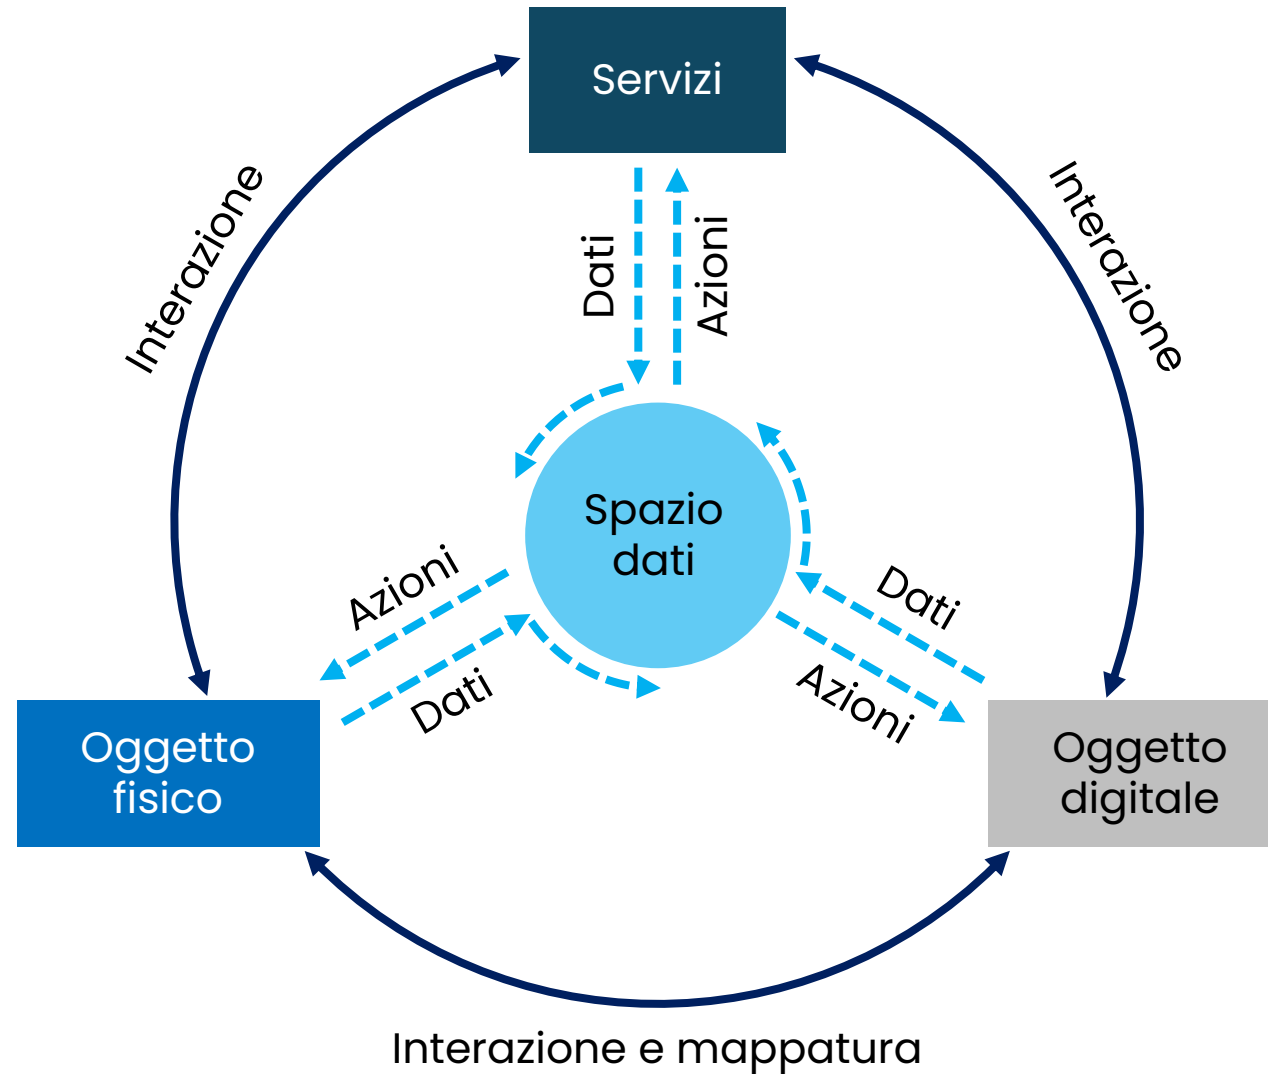 Servizi
Interazione
Interazione
Dati
Azioni
Spazio
dati
Azioni
Dati
Dati
Azioni
Oggetto
fisico
Oggetto
digitale
Interazione e mappatura